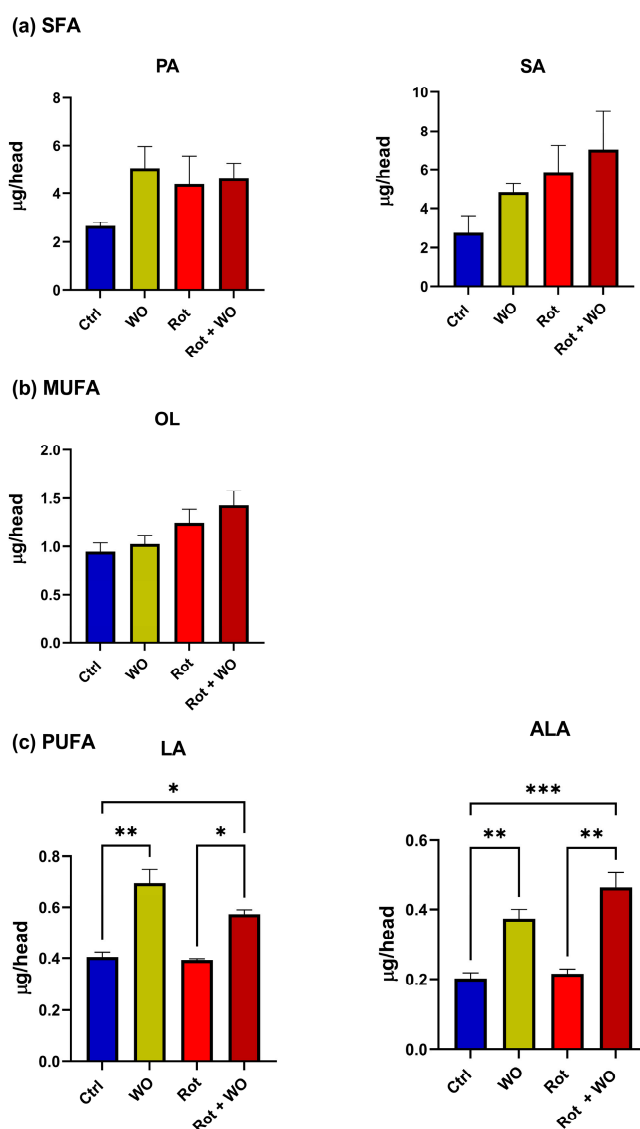 (a) SFA
PA
μg/head
8
6
4
2
0
Ctrl
WO
Rot
Rot + WO
SA
μg/head
10
8
6
4
2
0
Ctrl
WO
Rot
Rot + WO
(b) MUFA
OL
μg/head
2.0
1.5
1.0
0.5
0.0
Ctrl
WO
Rot
Rot + WO
(c) PUFA
LA
*
**
*
μg/head
0.8
0.6
0.4
0.2
0.0
Ctrl
WO
Rot
Rot + WO
ALA
***
**
**
μg/head
0.6
0.4
0.2
0.0
Ctrl
WO
Rot
Rot + WO